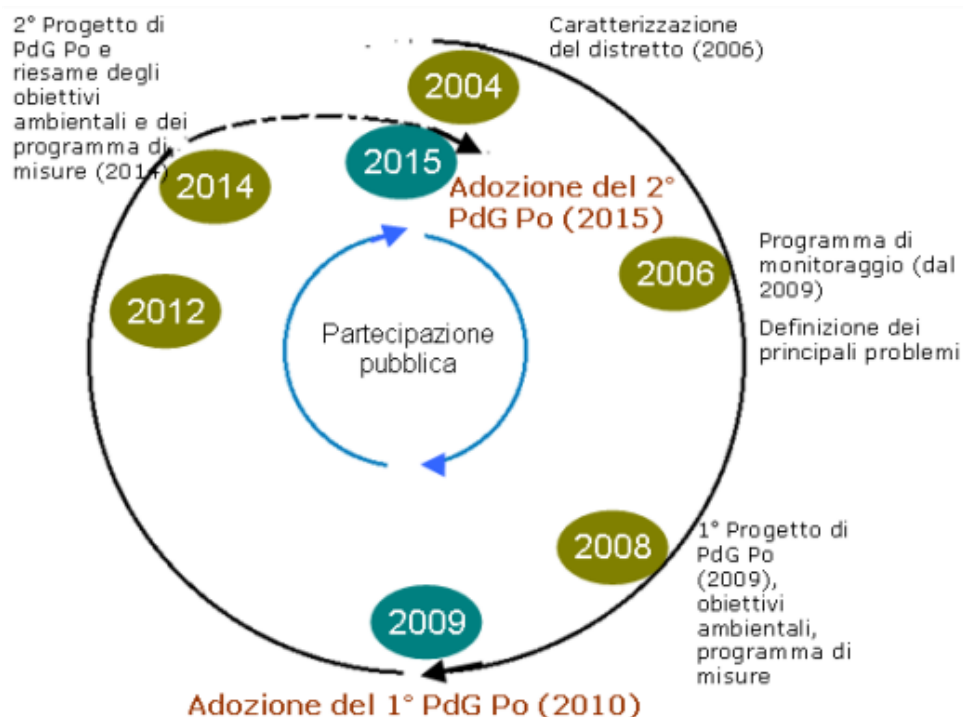 2° Progetto di
PdG Po e
riesame degli
obiettivi
ambientali e dei
programma di
misure (2014)
Caratterizzazione
del distretto (2006)
2004
2015
2014
Adozione del 2°
PdG Po (2015)
2006
Programma di
monitoraggio (dal
2009)
Definizione dei
principali problemi
2012
Partecipazione
pubblica
2008
1° Progetto di
PdG Po
(2009),
obiettivi
ambientali,
programma di
misure
2009
Adozione del 1° PdG Po (2010)